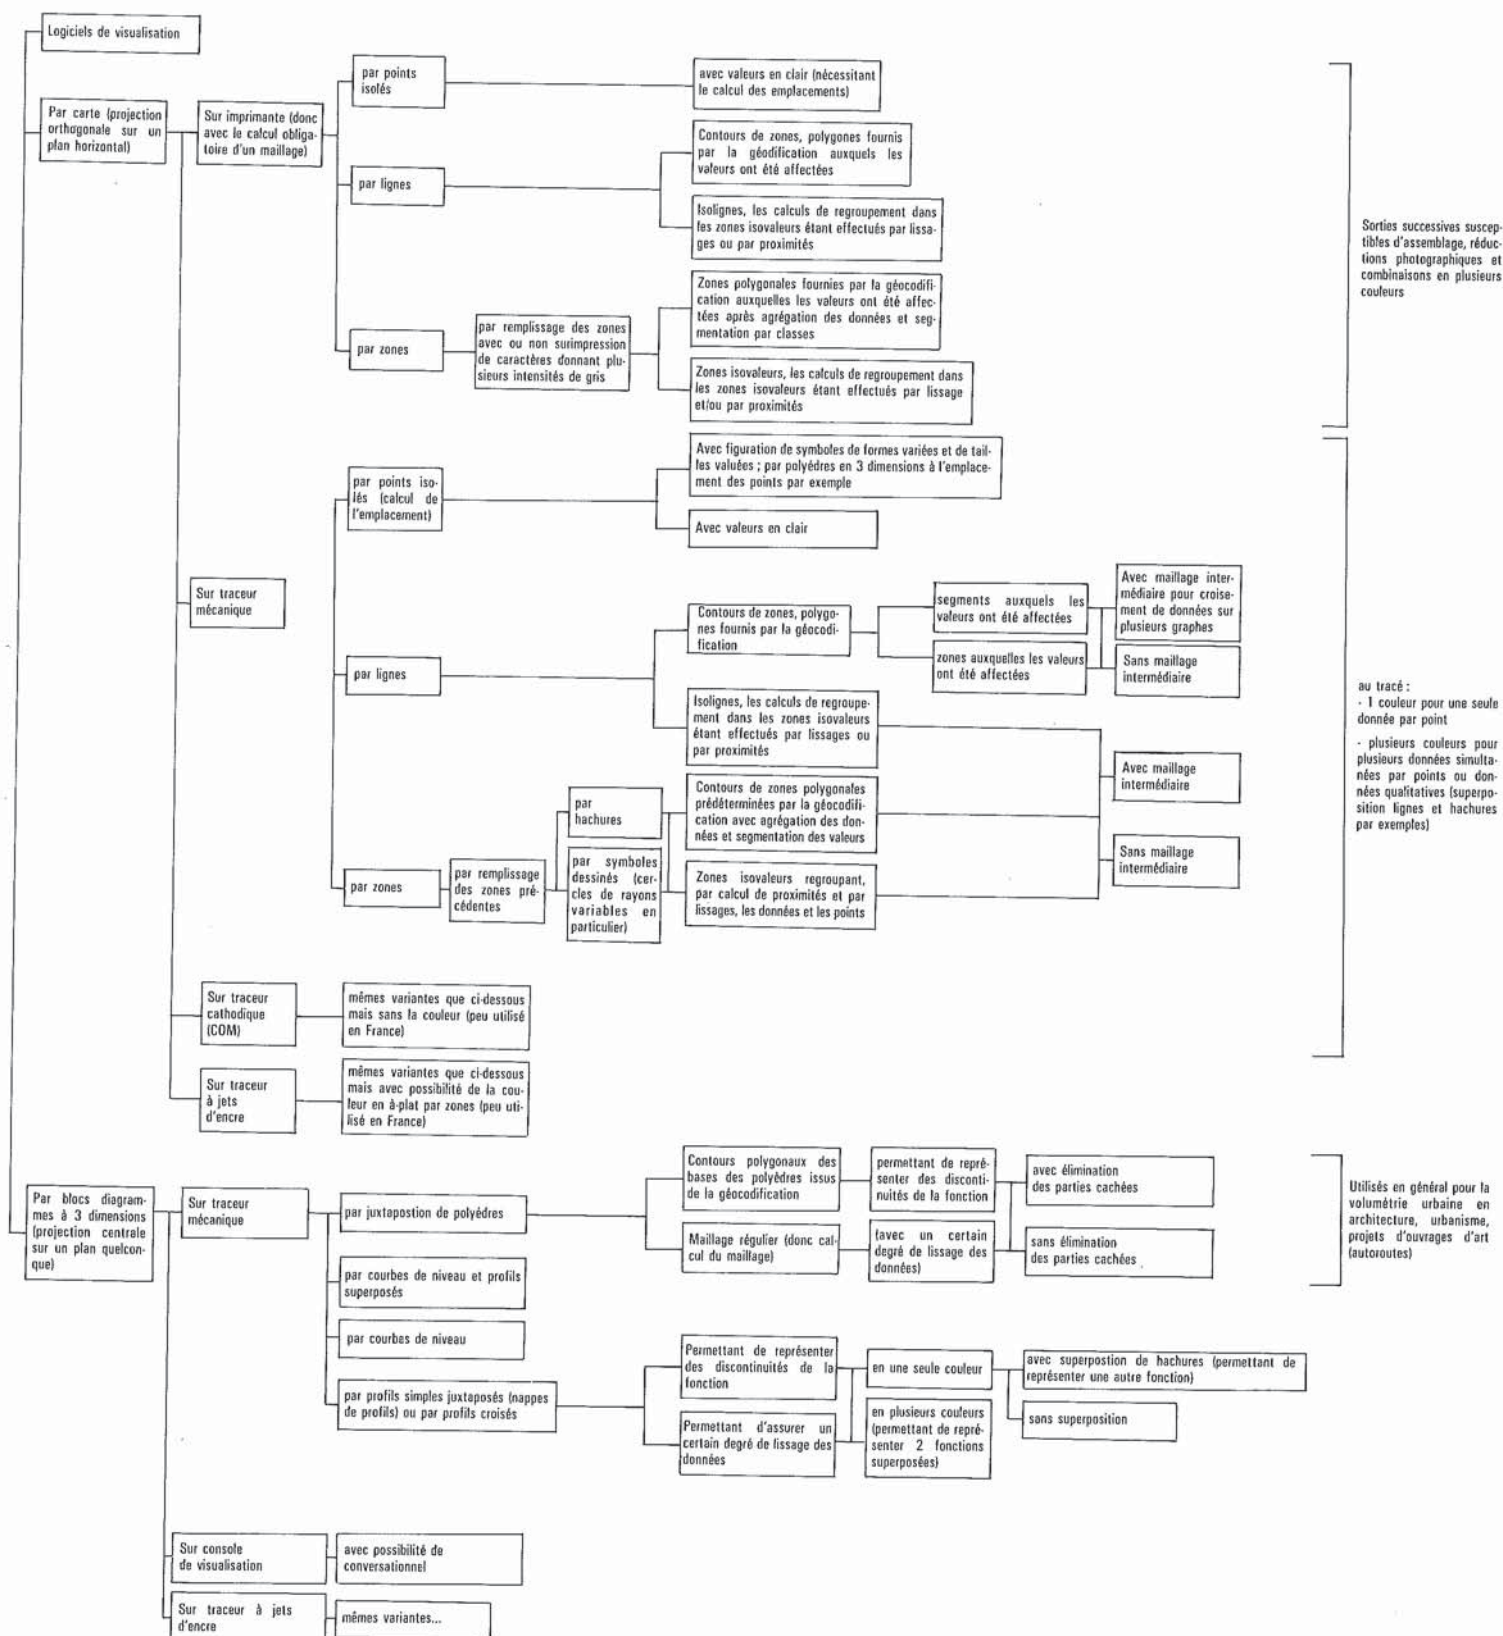 Logiciels de visualisation
Par carte (projection
orthogonale sur un
plan horizontal)
Sur imprimante (donc
avec le calcul obliga-
toire d'un maillage)
par points
isolés
avec valeurs en clair (nécessitant
le calcul des emplacements)
par lignes
Contours de zones, polygones fournis
par la géodification auxquels les
valeurs ont été affectées
Isolignes, les calculs de regroupement dans
les zones isovaleurs étant effectués par lissa-
ges ou par proximités
par zones
par remplissage des zones
avec ou non surimpression
de caractères donnant plu-
sieurs intensités de gris
Zones polygonales fournies par la géocodifi-
cation auxquelles les valeurs ont été affec-
tées après agrégation des données et seg-
mentation par classes
Zones isovaleurs, les calculs de regroupement dans
les zones isovaleurs étant effectués par lissage
et/ou par proximités
Sorties successives suscep-
tibles d'assemblage, réduc-
tions photographiques et
combinaisons en plusieurs
couleurs
Sur traceur
mécanique
par points iso-
lés (calcul de
l'emplacement)
Avec figuration de symboles de formes variées et de tail-
les valuées ; par polyédres en 3 dimensions à l'emplace-
ment des points par exemple
Avec valeurs en clair
par lignes
Contours de zones, polygo-
nes fournis par la géocodi-
fication
segments auxquels les
valeurs ont été affectées
zones auxquelles les valeurs
ont été affectées
Avec maillage inter-
médiaire pour croise-
ment de données sur
plusieurs graphes
Sans maillage
intermédiaire
Isolignes, les calculs de regroupe-
ment dans les zones isovaleurs
étant effectués par lissages ou
par proximités
par zones
par remplissage
des zones pré-
cédentes
par
hachures
par symboles
dessinés (cer-
cles de rayons
variables en
particulier)
Contours de zones polygonales
prédéterminées par la géocodifi-
cation avec agrégation des don-
nées et segmentation des valeurs
Zones isovaleurs regroupant,
par calcul de proximités et par
lissages, les données et les points
Avec maillage
intermédiaire
Sans maillage
intermédiaire
au tracé :
- 1 couleur pour une seule
donnée par point
- plusieurs couleurs pour
plusieurs données simulta-
nées par points ou don-
nées qualitatives (superpo-
sition lignes et hachures
par exemples)
Sur traceur
cathodique
(COM)
mêmes variantes que ci-dessous
mais sans la couleur (peu utilisé
en France)
Sur traceur
à jets
d'encre
mêmes variantes que ci-dessous
mais avec possibilité de la cou-
leur en à-plat par zones (peu uti-
lisé en France)
Par blocs diagram-
mes à 3 dimensions
(projection centrale
sur un plan quelcon-
que)
Sur traceur
mécanique
par juxtapostion de polyédres
Contours polygonaux des
bases des polyédres issus
de la géocodification
permettant de repré-
senter des disconti-
nuités de la fonction
avec élimination
des parties cachées
Maillage régulier (donc cal-
cul du maillage)
(avec un certain
degré de lissage des
données)
sans élimination
des parties cachées
Utilisés en général pour la
volumétrie urbaine en
architecture, urbanisme,
projets d'ouvrages d'art
(autoroutes)
par courbes de niveau et profils
superposés
par courbes de niveau
par profils simples juxtaposés (nappes
de profils) ou par profils croisés
Permettant de représenter
des discontinuités de la
fonction
en une seule couleur
avec superpostion de hachures (permettant de
représenter une autre fonction)
sans superposition
Permettant d'assurer un
certain degré de lissage des
données
en plusieurs couleurs
(permettant de repré-
senter 2 fonctions
superposées)
Sur console
de visualisation
avec possibilité de
conversationnel
Sur traceur à jets
d'encre
mêmes variantes...